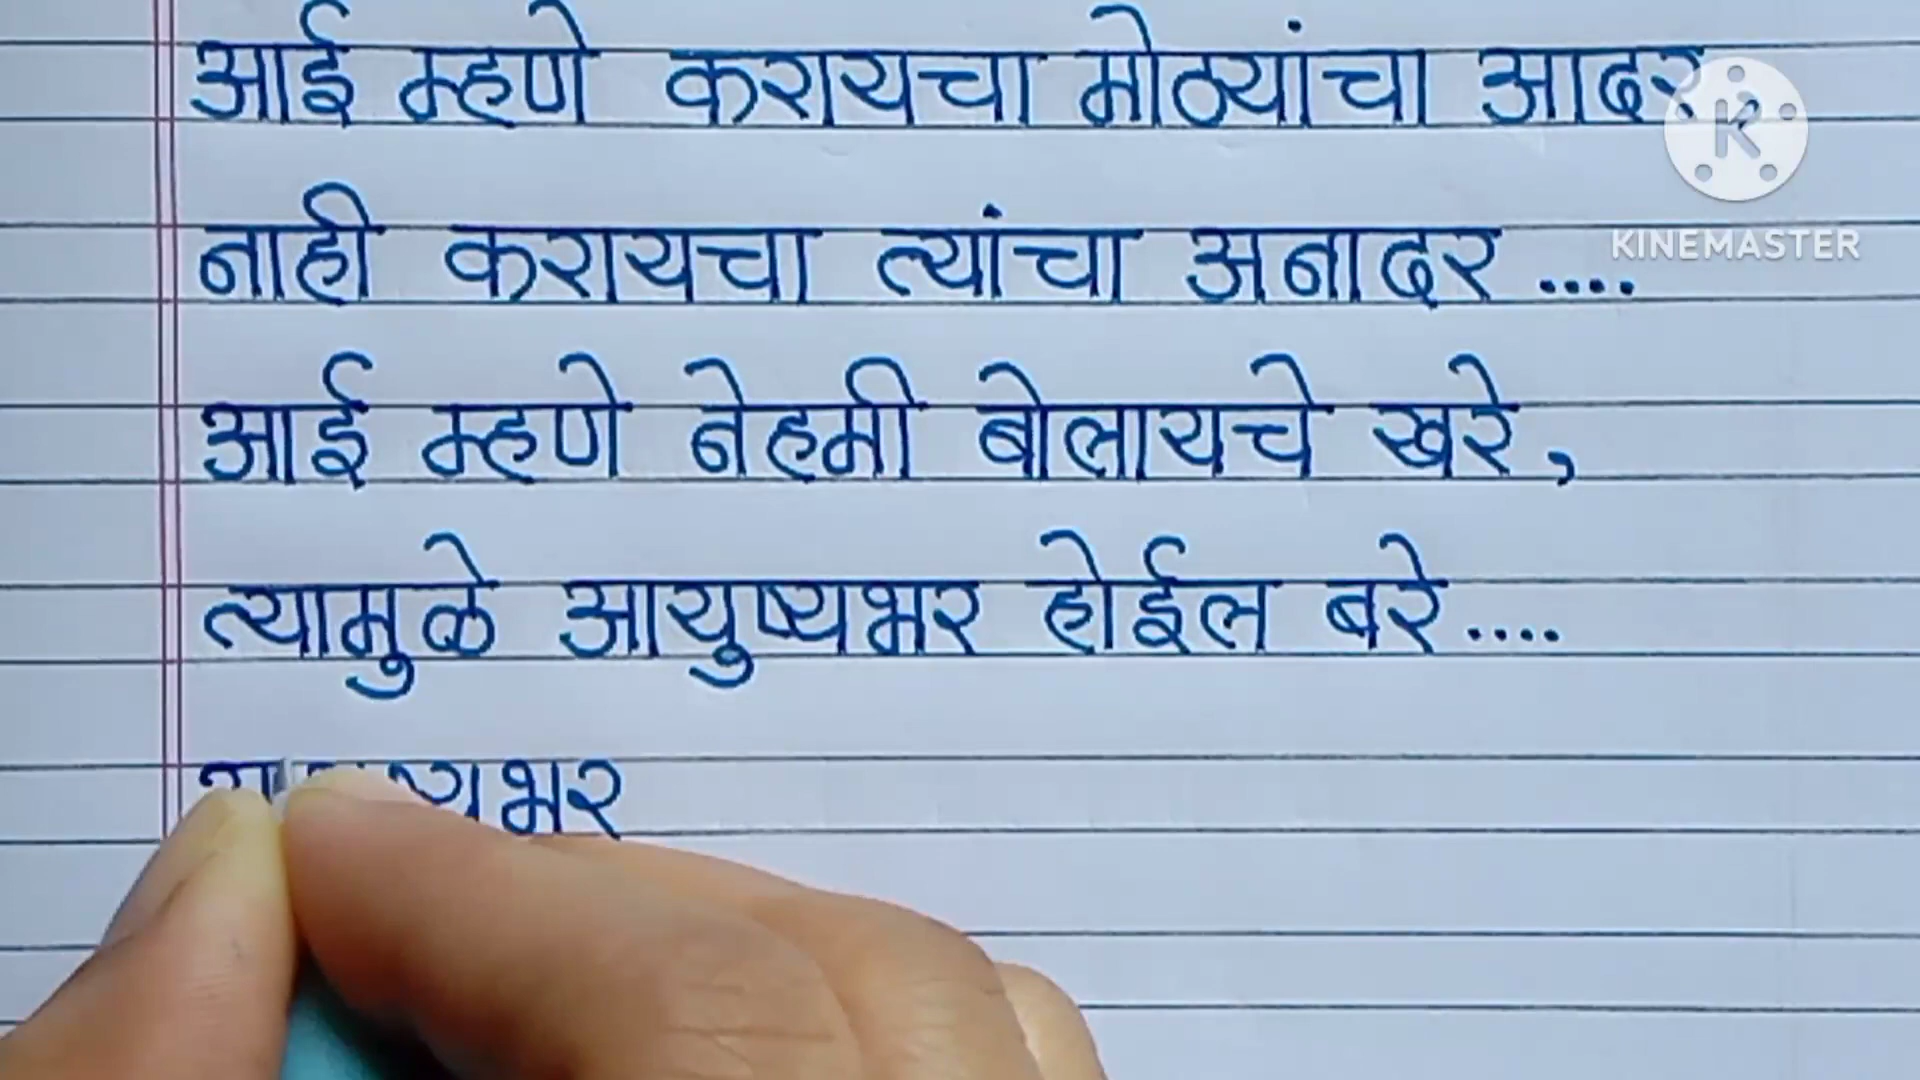 आई म्हणे करायचा मोठ्यांचा आदर,
नाही करायचा त्यांचा अनादर ....
आई म्हणे नेहमी बोलायचे खरे,
त्यामुळे आयुष्यभर होईल बरे ....
KINEMASTER